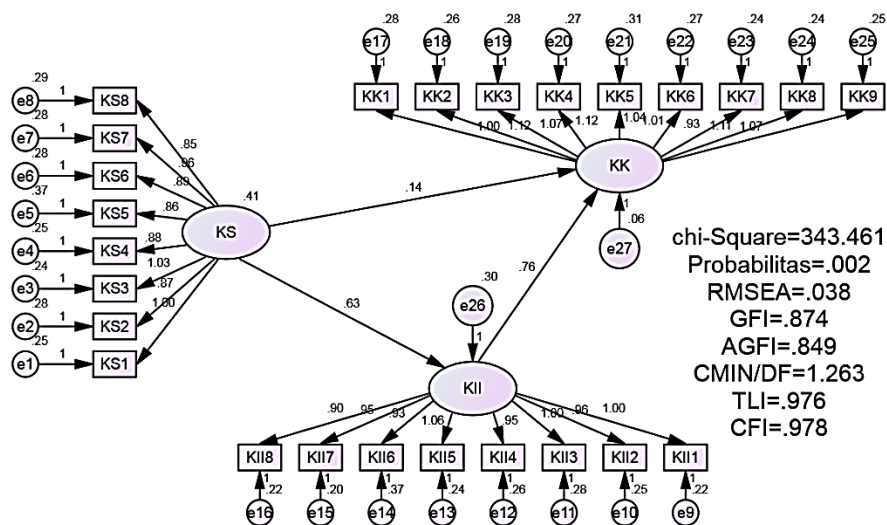 .28 .26 .28 .27 .31 .27 .24 .24 .25
e17 e18 e19 e20 e21 e22 e23 e24 e25
1 1 1 1 1 1 1 1 1
KK1 KK2 KK3 KK4 KK5 KK6 KK7 KK8 KK9
1.00 1.12 1.07 1.12 1.04 1.01 .93 1.11 1.07
KK
.29
e8 1 KS8
.28
e7 1 KS7
.28
e6 1 KS6
.37
e5 1 KS5
.25
e4 1 KS4
.24
e3 1 KS3
.28
e2 1 KS2
.25
e1 1 KS1
.85
.96
.89
.86
.88
1.03
.87
1.00
.41
KS
.14
.63
.76
1
.06
e27
.30
e26
1
KII
.90 .95 .93 1.06 .95 1.00 .96 1.00
KII8 KII7 KII6 KII5 KII4 KII3 KII2 KII1
1 1 1 1 1 1 1 1
.22 .20 .37 .24 .26 .28 .25 .22
e16 e15 e14 e13 e12 e11 e10 e9
chi-Square=343.461
Probabilitas=.002
RMSEA=.038
GFI=.874
AGFI=.849
CMIN/DF=1.263
TLI=.976
CFI=.978